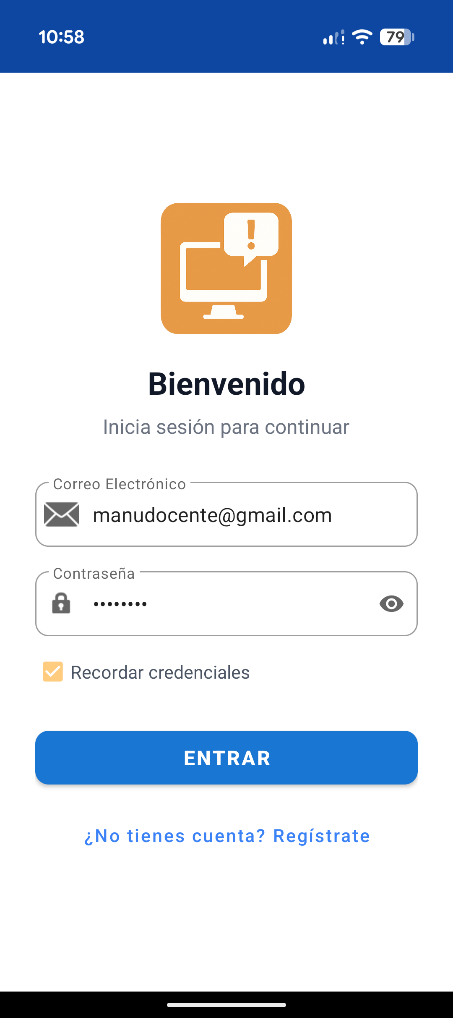 10:58
79
!
Bienvenido
Inicia sesión para continuar
Correo Electrónico
manudocente@gmail.com
Contraseña
••••••••
Recordar credenciales
ENTRAR
¿No tienes cuenta? Regístrate